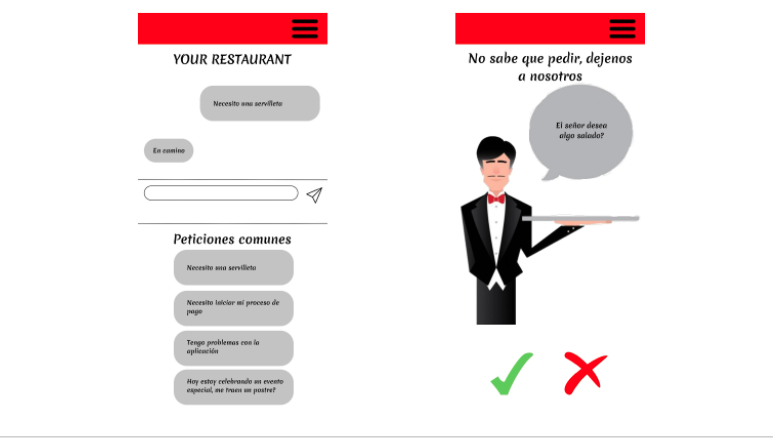 YOUR RESTAURANT
Necesito una servilleta
En camino
Peticiones comunes
Necesito una servilleta
Necesito iniciar mi proceso de
pago
Tengo problemas con la
aplicación
Hoy estoy celebrando un evento
especial, me traes un postre?
No sabe que pedir, dejenos
a nosotros
El señor desea
algo salado?